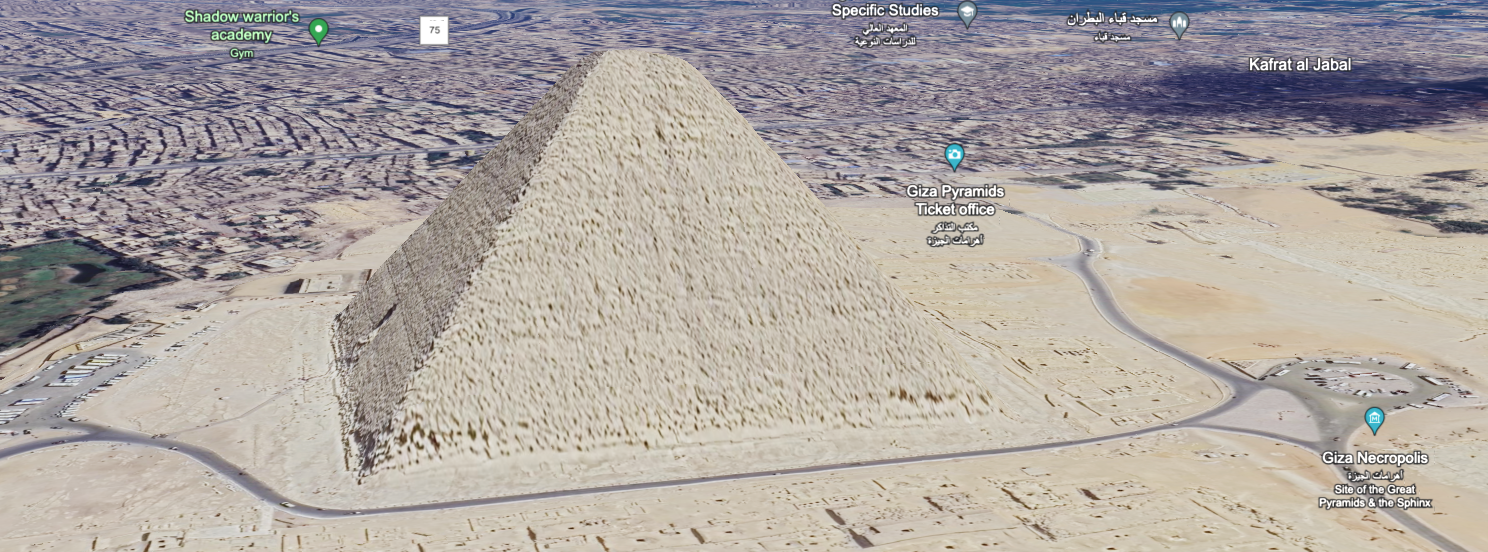 Shadow warrior's
academy
Gym
75
Specific Studies
المعهد العالي
للدراسات النوعية
مسجد قباء البطران
مسجد قباء
Kafrat al Jabal
Giza Pyramids
Ticket office
مكتب التذاكر
أهرامات الجيزة
Giza Necropolis
أهرامات الجيزة
Site of the Great
Pyramids & the Sphinx